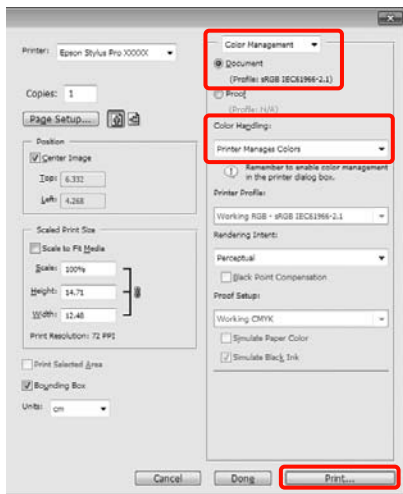 Printer: Epson Stylus Pro XXXXX
Copies: 1
Page Setup...
Position
Center Image
Top: 6.332
Left: 4.268
Scaled Print Size
Scale to Fit Media
Scale: 100%
Height: 14.71
Width: 12.48
Print Resolution: 72 PPI
Print Selected Area
Bounding Box
Units: cm
Color Management
Document
(Profile: sRGB IEC61966-2.1)
Proof
(Profile: N/A)
Color Handling:
Printer Manages Colors
Remember to enable color management
in the printer dialog box.
Printer Profile:
Working RGB - sRGB IEC61966-2.1
Rendering Intent:
Perceptual
Black Point Compensation
Proof Setup:
Working CMYK
Simulate Paper Color
Simulate Black Ink
Cancel
Done
Print...